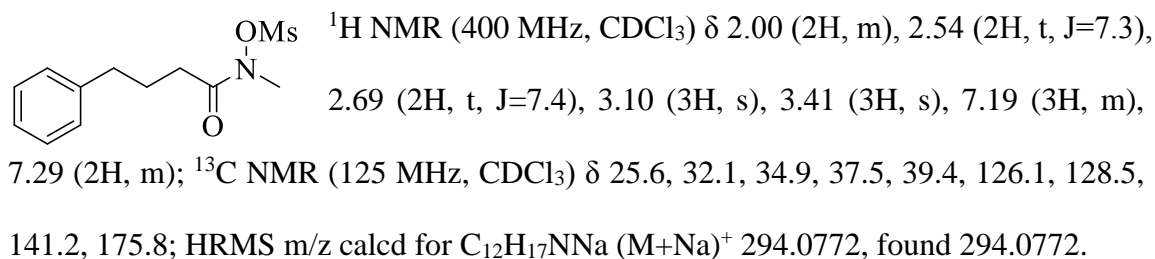 OMs
N
O
¹H NMR (400 MHz, CDCl₃) δ 2.00 (2H, m), 2.54 (2H, t, J=7.3),
2.69 (2H, t, J=7.4), 3.10 (3H, s), 3.41 (3H, s), 7.19 (3H, m),
7.29 (2H, m); ¹³C NMR (125 MHz, CDCl₃) δ 25.6, 32.1, 34.9, 37.5, 39.4, 126.1, 128.5,
141.2, 175.8; HRMS m/z calcd for C₁₂H₁₇NNa (M+Na)⁺ 294.0772, found 294.0772.